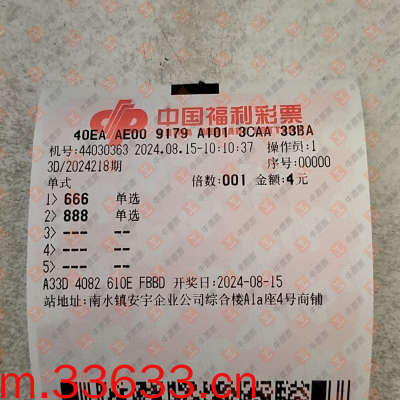 中国福利彩票
40EA AE00 9179 A101 3CAA 33BA
机号:44030363 2024.08.15-10:10:37 操作员:1
3D/2024218期 序号:00000
单式 倍数:001 金额:4元
1> 666 单选
2> 888 单选
3> --- --
4> --- --
5> --- --
A33D 4082 610E FBBD 开奖日:2024-08-15
站地址:南水镇安宇企业公司综合楼A1a座4号商铺
m.33633.cn